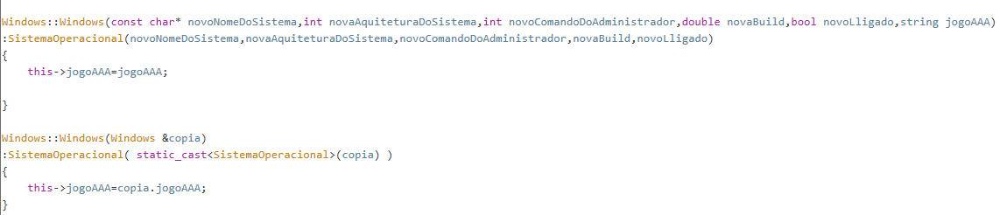 Windows::Windows(const char* novoNomeDoSistema,int novaAquiteturaDoSistema,int novoComandoDoAdministrador,double novaBuild,bool novoLligado,string jogoAAA)
:SistemaOperacional(novoNomeDoSistema,novaAquiteturaDoSistema,novoComandoDoAdministrador,novaBuild,novoLligado)
{
    this->jogoAAA=jogoAAA;
}
Windows::Windows(Windows &copia)
:SistemaOperacional( static_cast<SistemaOperacional>(copia) )
{
    this->jogoAAA=copia.jogoAAA;
}